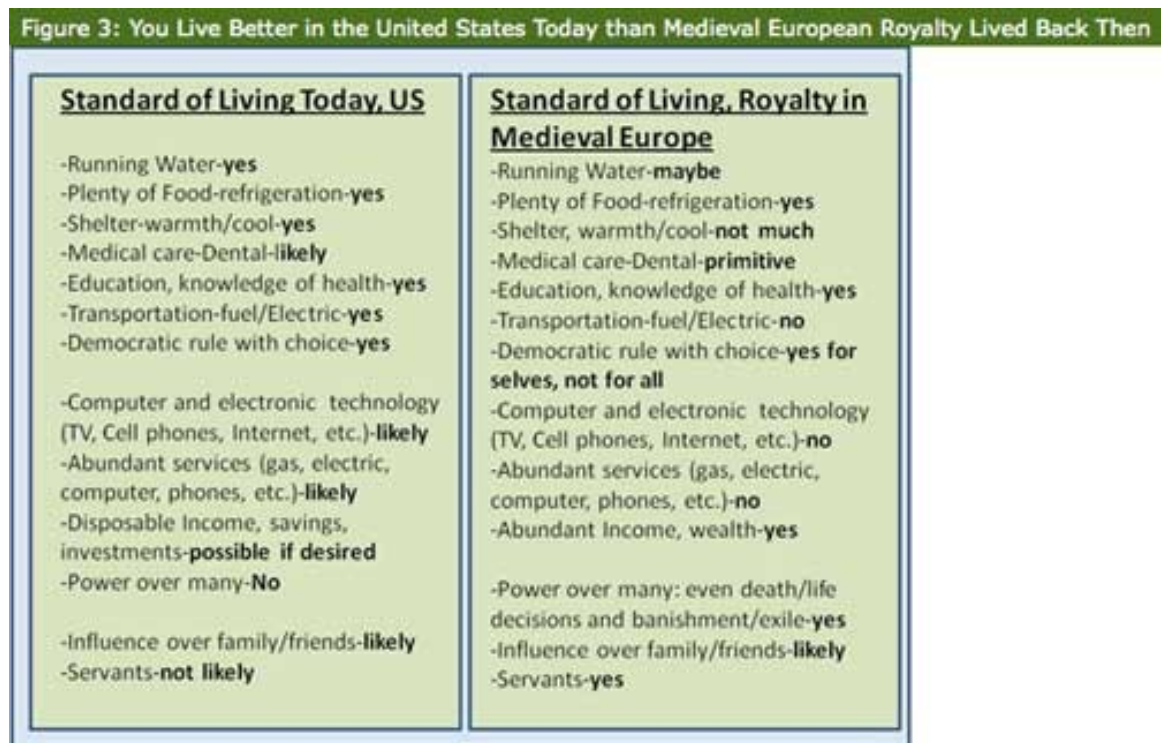 Figure 3: You Live Better in the United States Today than Medieval European Royalty Lived Back Then
Standard of Living Today, US
-Running Water-yes
-Plenty of Food-refrigeration-yes
-Shelter-warmth/cool-yes
-Medical care-Dental-likely
-Education, knowledge of health-yes
-Transportation-fuel/Electric-yes
-Democratic rule with choice-yes
-Computer and electronic technology
(TV, Cell phones, Internet, etc.)-likely
-Abundant services (gas, electric,
computer, phones, etc.)-likely
-Disposable Income, savings,
investments-possible if desired
-Power over many-No
-Influence over family/friends-likely
-Servants-not likely
Standard of Living, Royalty in
Medieval Europe
-Running Water-maybe
-Plenty of Food-refrigeration-yes
-Shelter, warmth/cool-not much
-Medical care-Dental-primitive
-Education, knowledge of health-yes
-Transportation-fuel/Electric-no
-Democratic rule with choice-yes for
selves, not for all
-Computer and electronic technology
(TV, Cell phones, Internet, etc.)-no
-Abundant services (gas, electric,
computer, phones, etc.)-no
-Abundant Income, wealth-yes
-Power over many: even death/life
decisions and banishment/exile-yes
-Influence over family/friends-likely
-Servants-yes